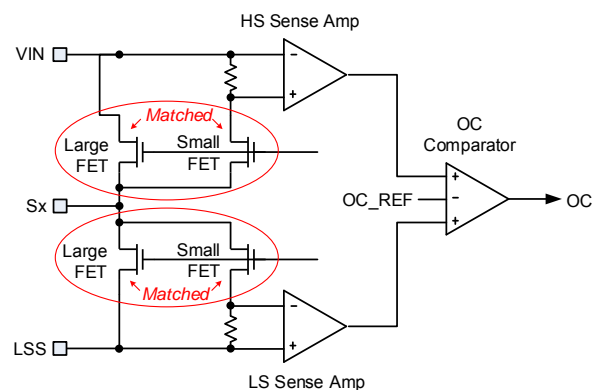 HS Sense Amp
VIN
−
+
Matched
Large
FET
Small
FET
OC
Comparator
+
−
+
OC_REF
OC
Sx
Large
FET
Small
FET
Matched
−
+
LSS
LS Sense Amp